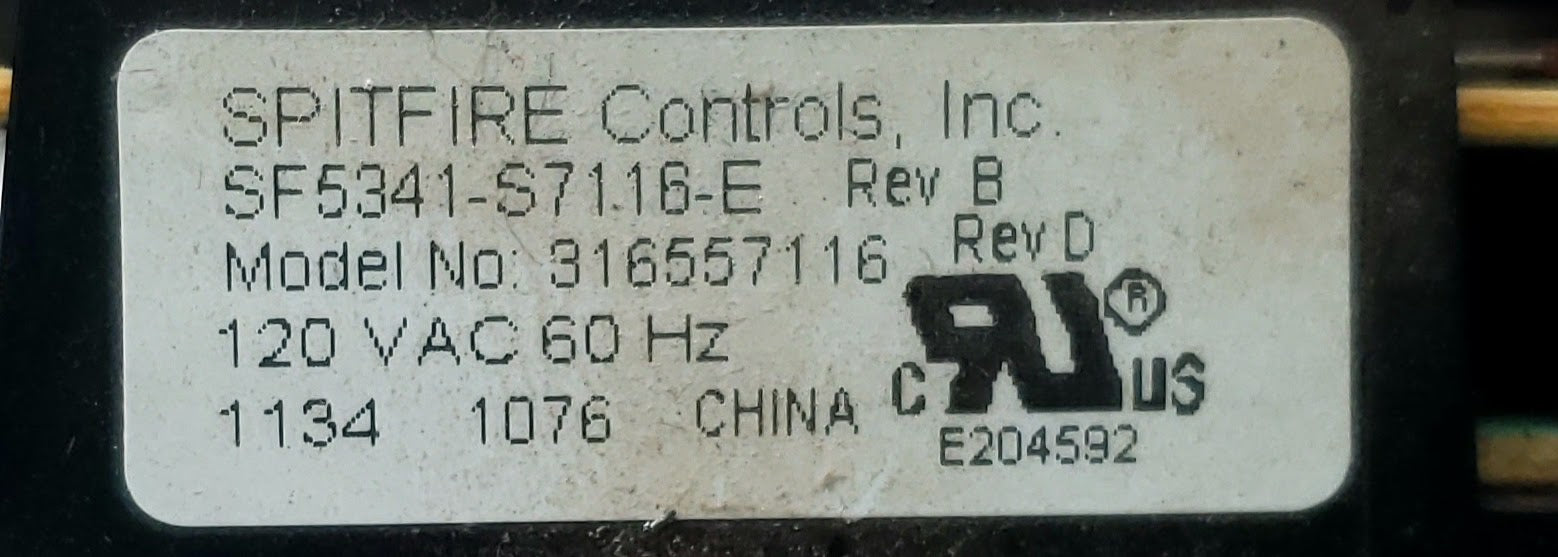 SPITFIRE Controls, Inc.
SF5341-S7116-E Rev B
Model No: 316557116 Rev D
120 VAC 60 Hz
1134 1076 CHINA
c RU ® us
E204592